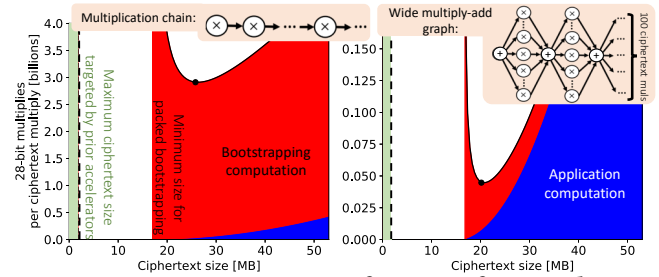 Multiplication chain:
Wide multiply-add
graph:
100 ciphertext muls
28-bit multiplies
per ciphertext multiply [billions]
4.0
3.5
3.0
2.5
2.0
1.5
1.0
0.5
0.0
Maximum ciphertext size
targeted by prior accelerators
Minimum size for
packed bootstrapping
Bootstrapping
computation
0 10 20 30 40 50
Ciphertext size [MB]
0.150
0.125
0.100
0.075
0.050
0.025
0.000
Application
computation
0 10 20 30 40 50
Ciphertext size [MB]